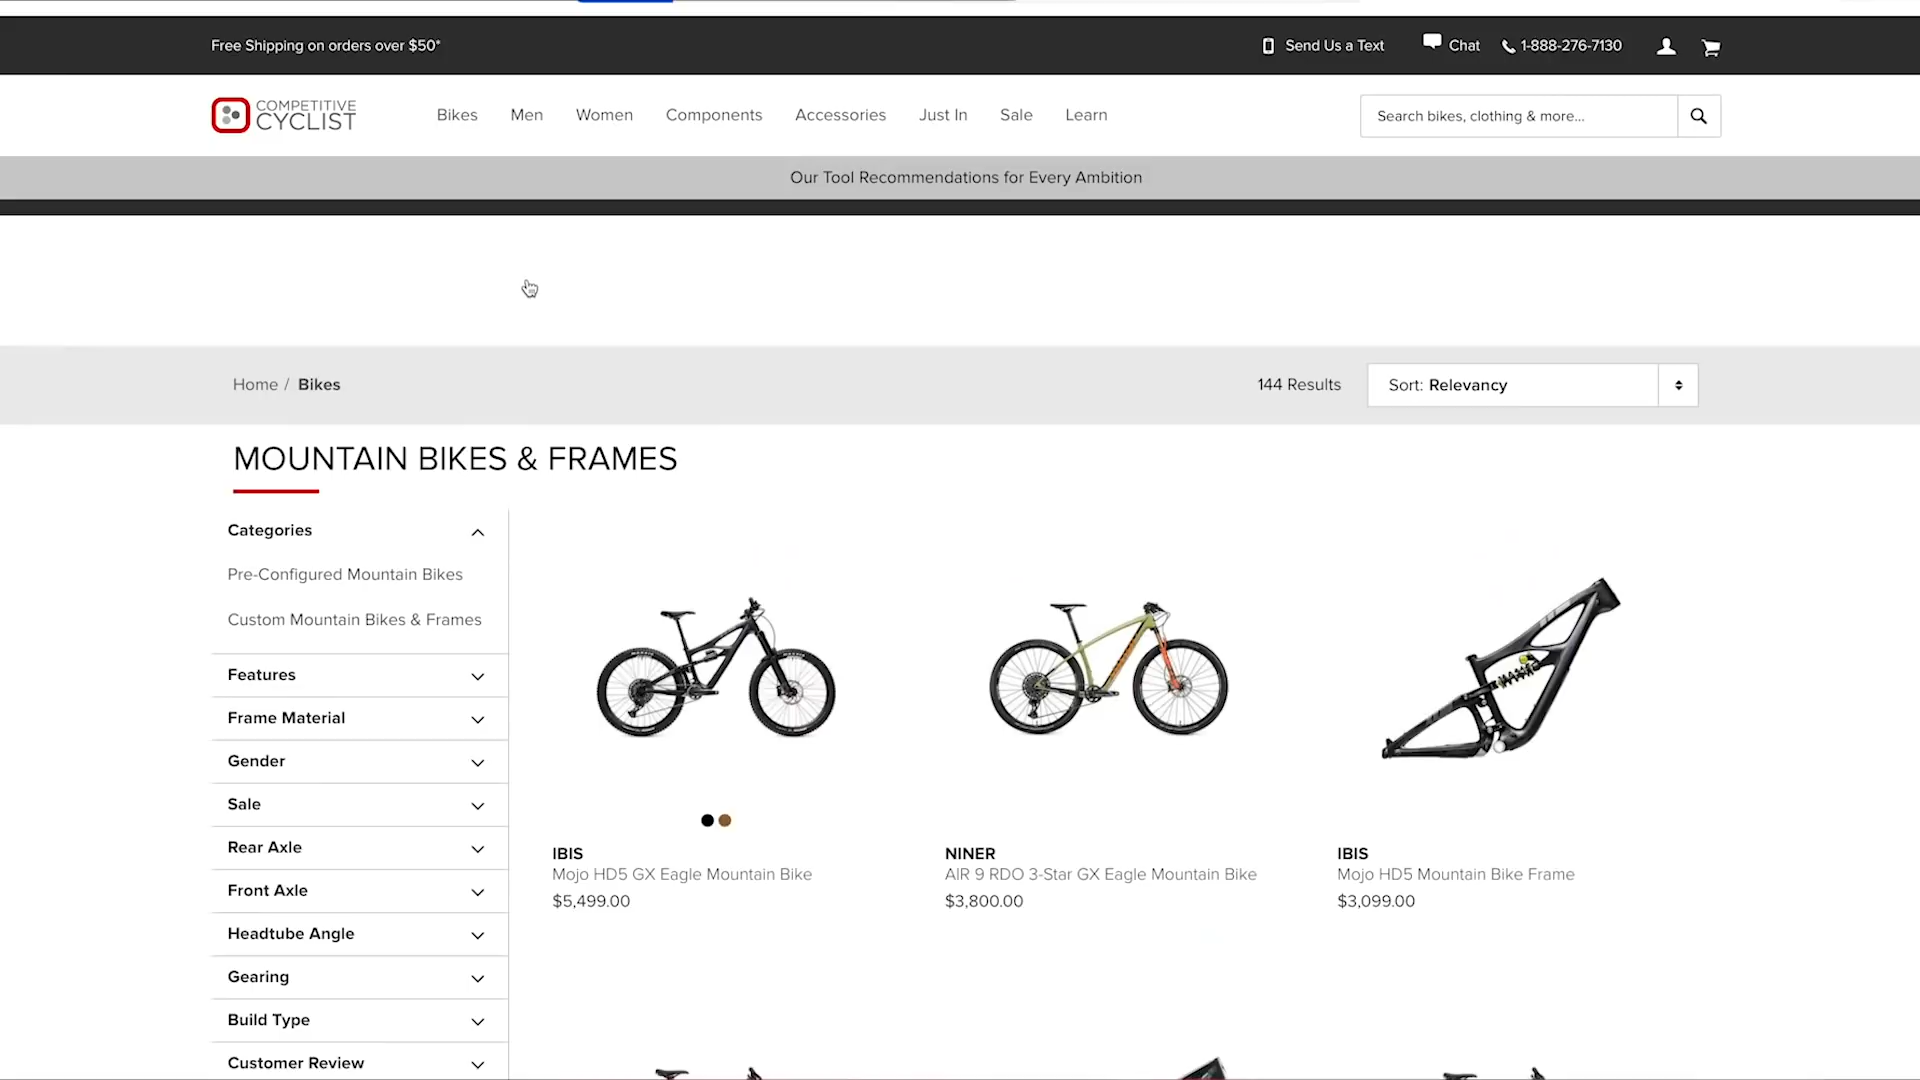 Free Shipping on orders over $50*
Send Us a Text
Chat
1-888-276-7130
COMPETITIVE
CYCLIST
Bikes
Men
Women
Components
Accessories
Just In
Sale
Learn
Search bikes, clothing & more...
Our Tool Recommendations for Every Ambition
Home / Bikes
144 Results
Sort: Relevancy
MOUNTAIN BIKES & FRAMES
Categories
Pre-Configured Mountain Bikes
Custom Mountain Bikes & Frames
Features
Frame Material
Gender
Sale
Rear Axle
Front Axle
Headtube Angle
Gearing
Build Type
Customer Review
IBIS
Mojo HD5 GX Eagle Mountain Bike
$5,499.00
NINER
AIR 9 RDO 3-Star GX Eagle Mountain Bike
$3,800.00
IBIS
Mojo HD5 Mountain Bike Frame
$3,099.00